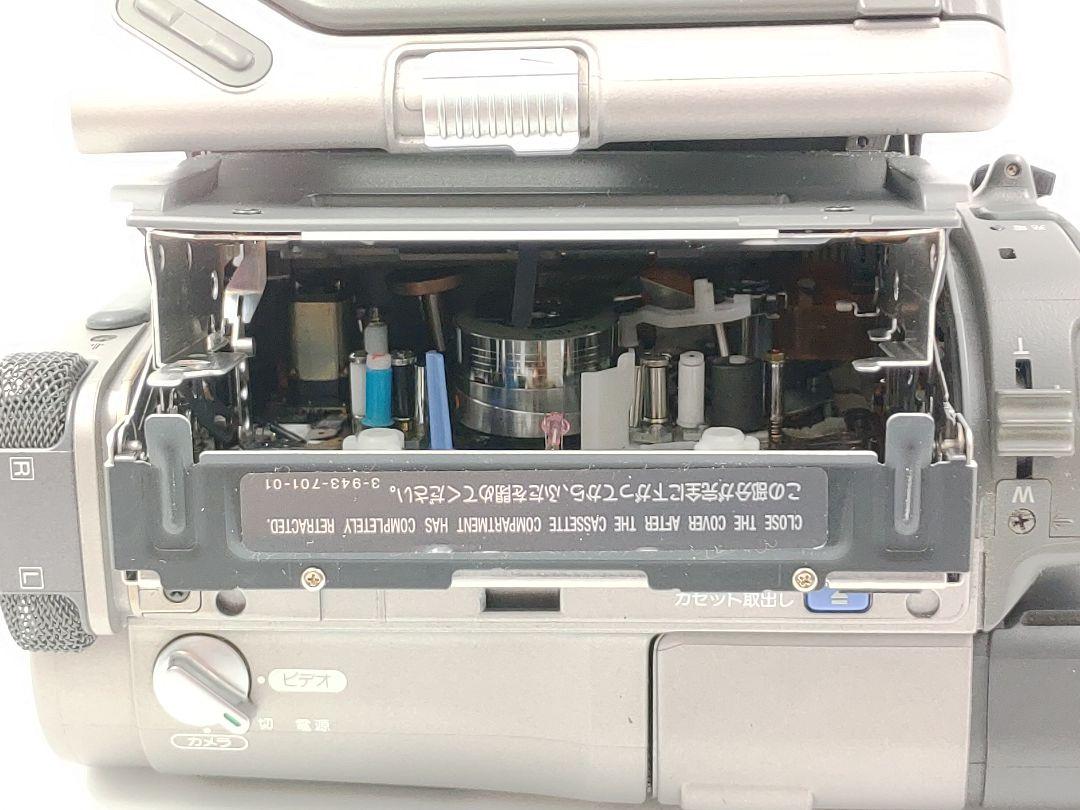 この部分が完全に下がってから、ふたを閉めてください。
3-943-701-01
CLOSE THE COVER AFTER THE CASSETTE COMPARTMENT HAS COMPLETELY RETRACTED.
R
L
T
W
カセット取出し
ビデオ
切 電源
カメラ